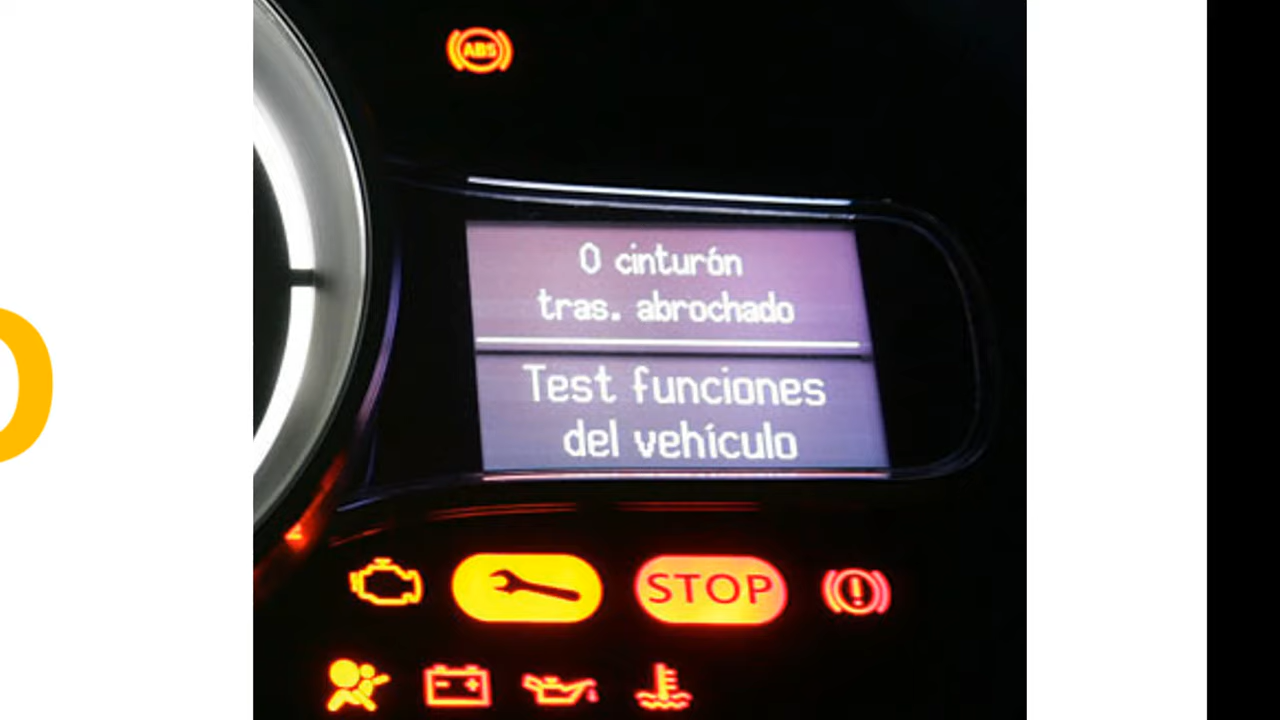 ABS
0 cinturón
tras. abrochado
Test funciones
del vehículo
STOP